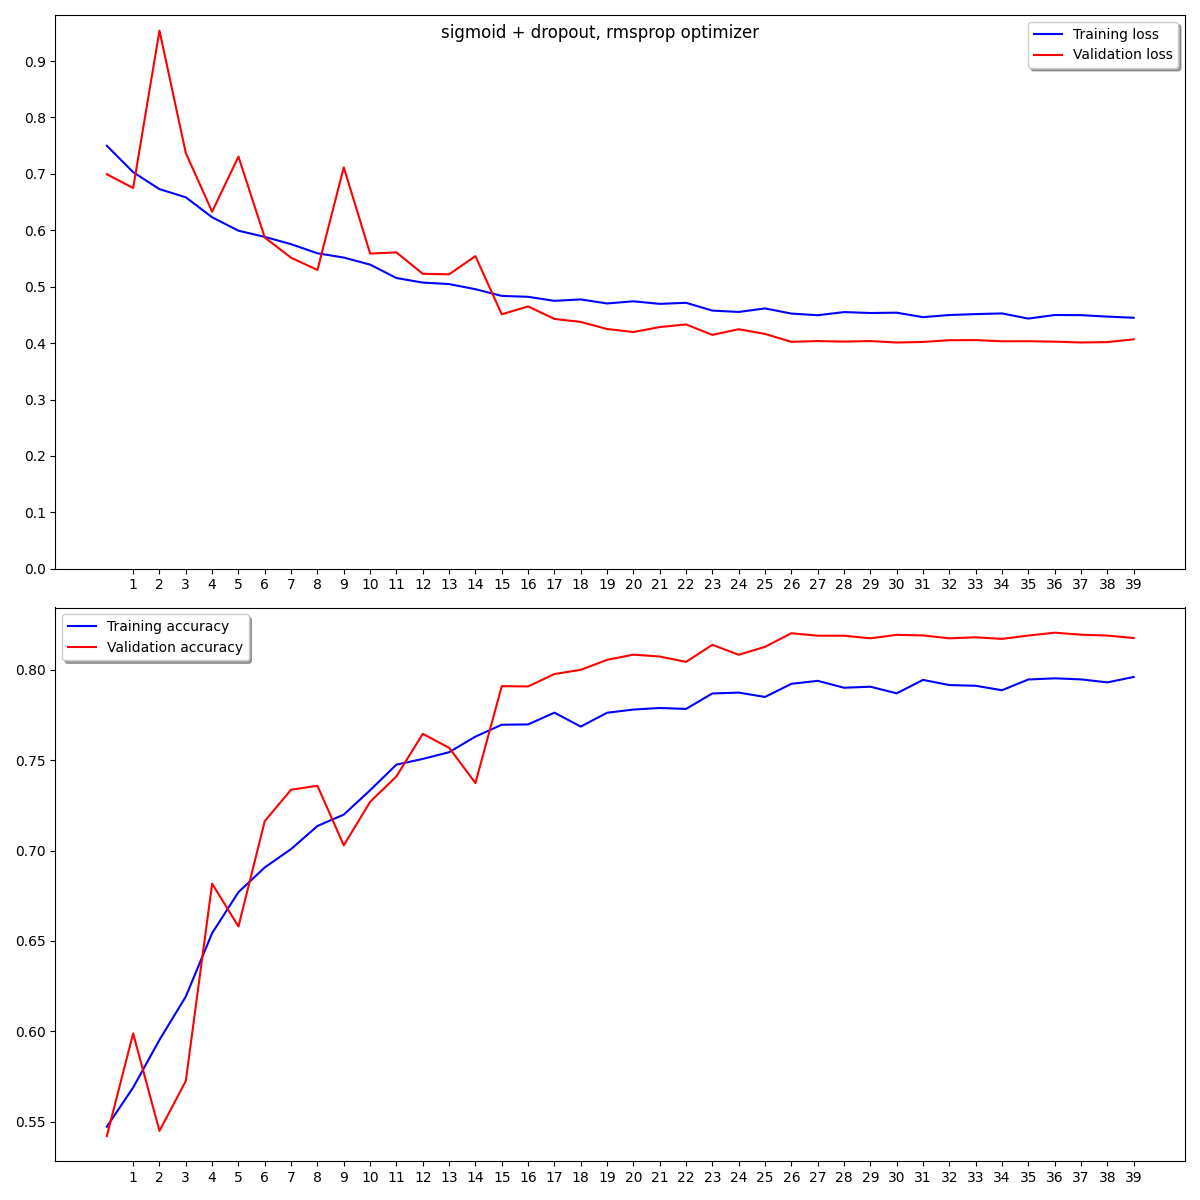 sigmoid + dropout, rmsprop optimizer
Training loss
Validation loss
0.9
0.8
0.7
0.6
0.5
0.4
0.3
0.2
0.1
0.0
1 2 3 4 5 6 7 8 9 10 11 12 13 14 15 16 17 18 19 20 21 22 23 24 25 26 27 28 29 30 31 32 33 34 35 36 37 38 39
Training accuracy
Validation accuracy
0.80
0.75
0.70
0.65
0.60
0.55
1 2 3 4 5 6 7 8 9 10 11 12 13 14 15 16 17 18 19 20 21 22 23 24 25 26 27 28 29 30 31 32 33 34 35 36 37 38 39